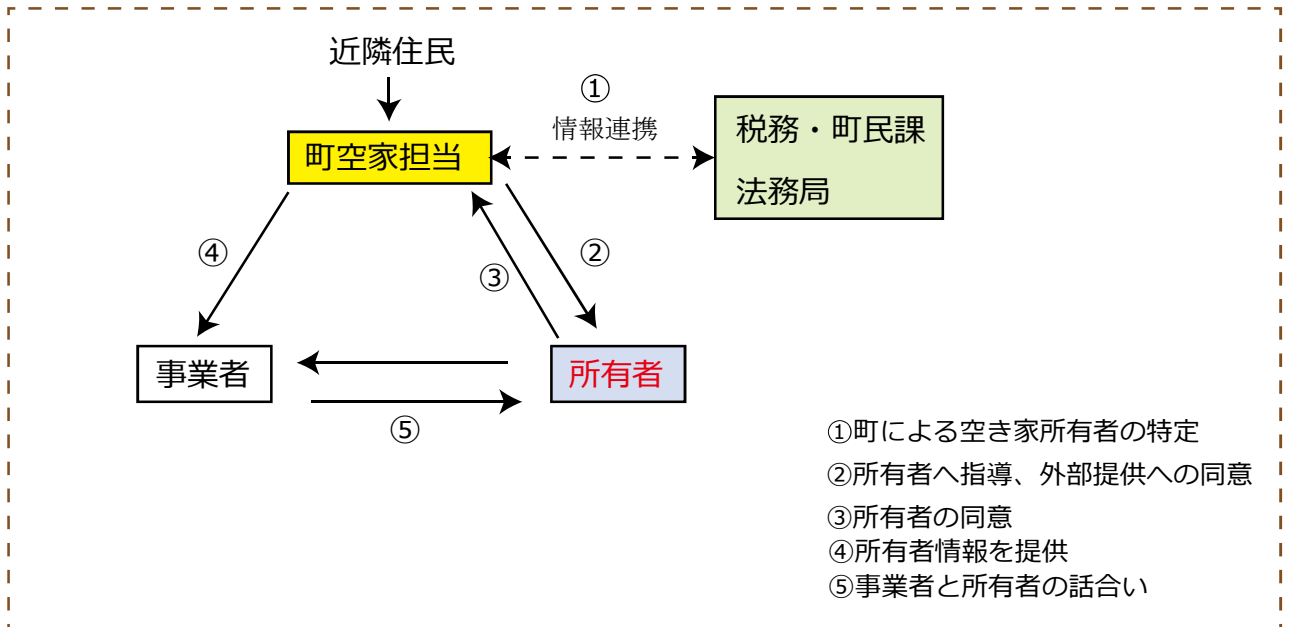 近隣住民
①
情報連携
町空家担当
税務・町民課
法務局
④
②
③
事業者
所有者
⑤
①町による空き家所有者の特定
②所有者へ指導、外部提供への同意
③所有者の同意
④所有者情報を提供
⑤事業者と所有者の話合い